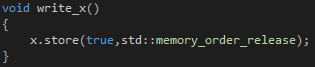 void write_x()
{
    x.store(true,std::memory_order_release);
}